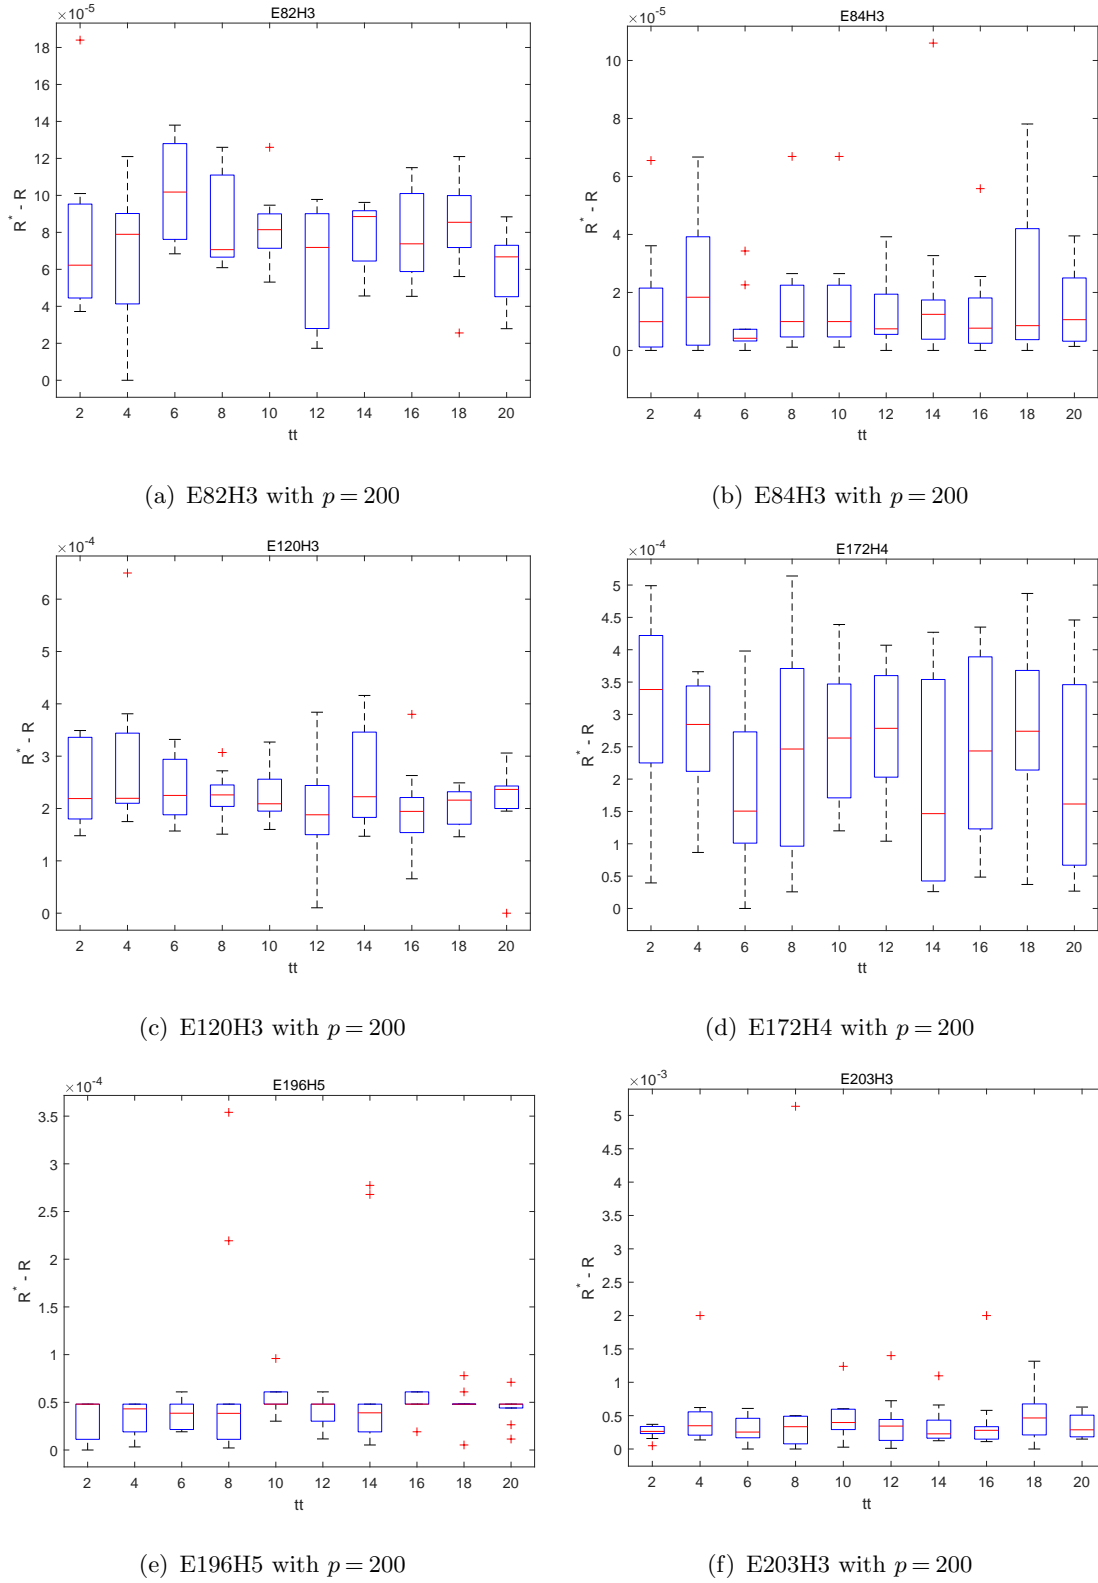 ×10⁻⁵ E82H3
18
16
14
12
10
8
6
4
2
0
R* - R
2 4 6 8 10 12 14 16 18 20
tt
(a) E82H3 with p = 200
×10⁻⁵ E84H3
10
8
6
4
2
0
R* - R
2 4 6 8 10 12 14 16 18 20
tt
(b) E84H3 with p = 200
×10⁻⁴ E120H3
6
5
4
3
2
1
0
R* - R
2 4 6 8 10 12 14 16 18 20
tt
(c) E120H3 with p = 200
×10⁻⁴ E172H4
5
4.5
4
3.5
3
2.5
2
1.5
1
0.5
0
R* - R
2 4 6 8 10 12 14 16 18 20
tt
(d) E172H4 with p = 200
×10⁻⁴ E196H5
3.5
3
2.5
2
1.5
1
0.5
0
R* - R
2 4 6 8 10 12 14 16 18 20
tt
(e) E196H5 with p = 200
×10⁻³ E203H3
5
4.5
4
3.5
3
2.5
2
1.5
1
0.5
0
R* - R
2 4 6 8 10 12 14 16 18 20
tt
(f) E203H3 with p = 200